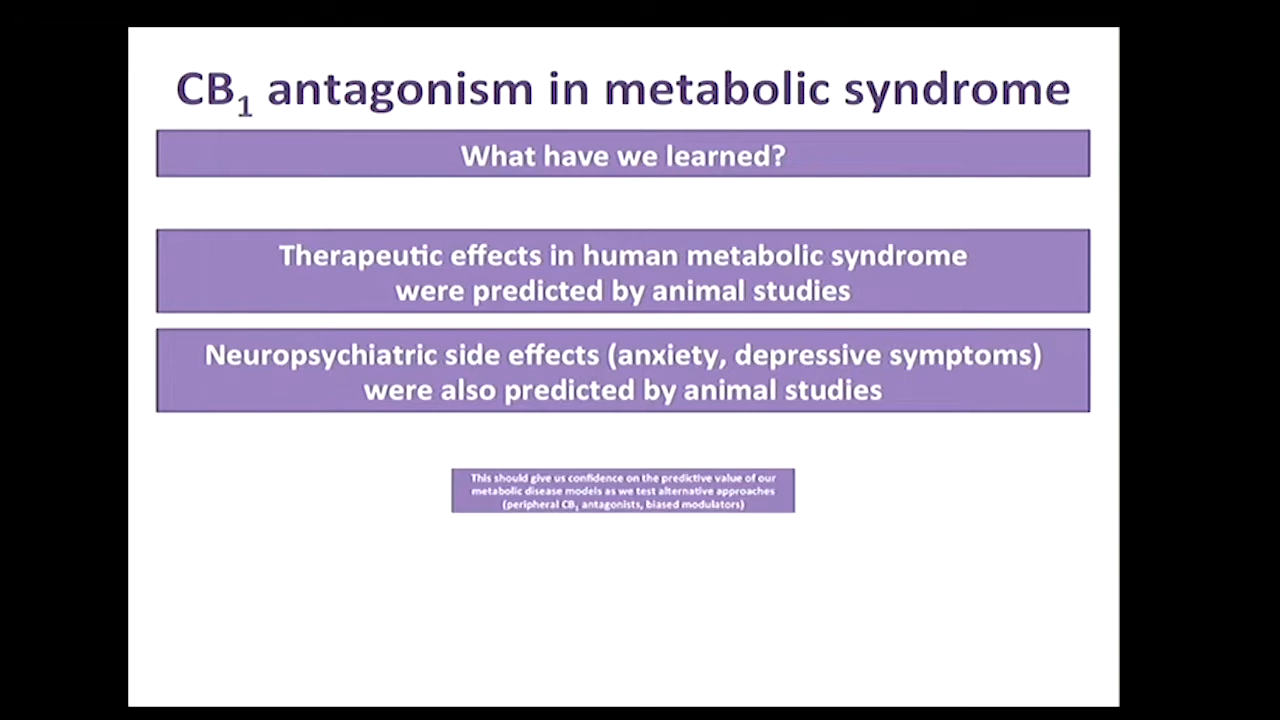 CB₁ antagonism in metabolic syndrome
What have we learned?
Therapeutic effects in human metabolic syndrome
were predicted by animal studies
Neuropsychiatric side effects (anxiety, depressive symptoms)
were also predicted by animal studies
This should give us confidence on the predictive value of our
metabolic disease models as we test alternative approaches
(peripheral CB₁ antagonists, biased modulators)